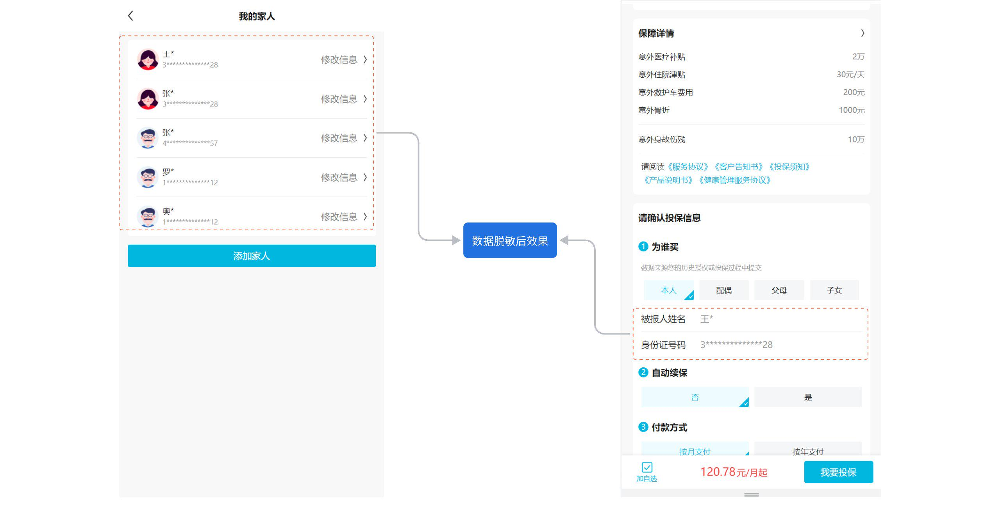 我的家人
王*
3**************28
修改信息
张*
3**************28
修改信息
张*
4**************57
修改信息
罗*
1**************12
修改信息
奥*
1**************12
修改信息
添加家人
数据脱敏后效果
保障详情
意外医疗补贴 2万
意外住院津贴 30元/天
意外救护车费用 200元
意外骨折 1000元
意外身故伤残 10万
请阅读《服务协议》《客户告知书》《投保须知》
《产品说明书》《健康管理服务协议》
请确认投保信息
1 为谁买
数据来源您的历史授权或投保过程中提交
本人 配偶 父母 子女
被报人姓名 王*
身份证号码 3**************28
2 自动续保
否 是
3 付款方式
按月支付 按年支付
加自选
120.78元/月起
我要投保